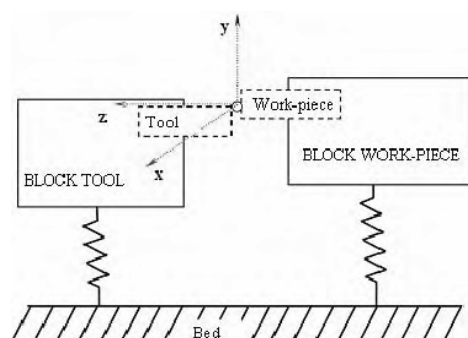 y
Work-piece
z
Tool
BLOCK WORK-PIECE
x
BLOCK TOOL
Bed